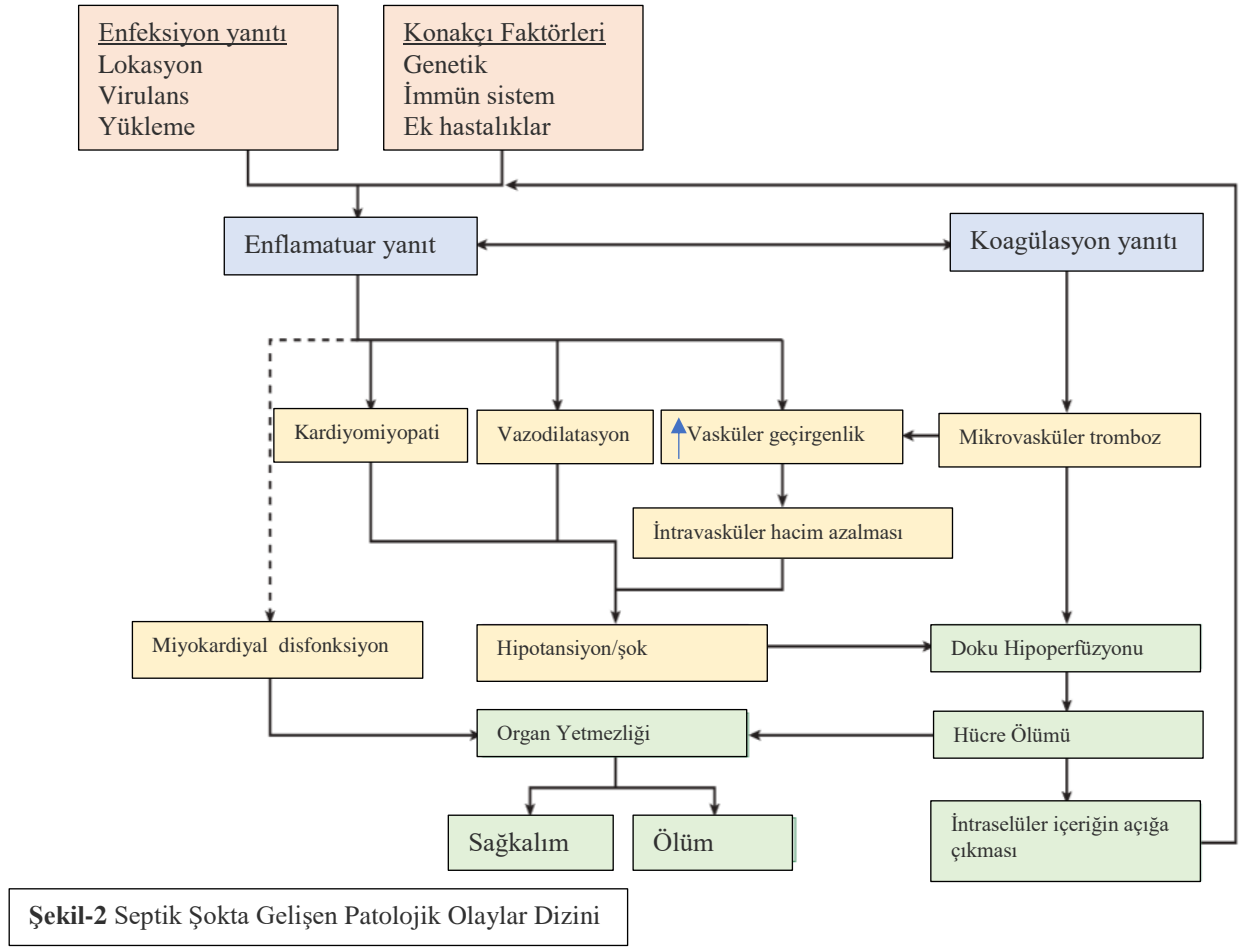 Enfeksiyon yanıtı
Lokasyon
Virulans
Yükleme
Konakçı Faktörleri
Genetik
İmmün sistem
Ek hastalıklar
Enflamatuar yanıt
Koagülasyon yanıtı
Kardiyomiyopati
Vazodilatasyon
Vasküler geçirgenlik
Mikrovasküler tromboz
İntravasküler hacim azalması
Miyokardiyal disfonksiyon
Hipotansiyon/şok
Doku Hipoperfüzyonu
Organ Yetmezliği
Hücre Ölümü
Sağkalım
Ölüm
İntraselüler içeriğin açığa
çıkması
Şekil-2 Septik Şokta Gelişen Patolojik Olaylar Dizini